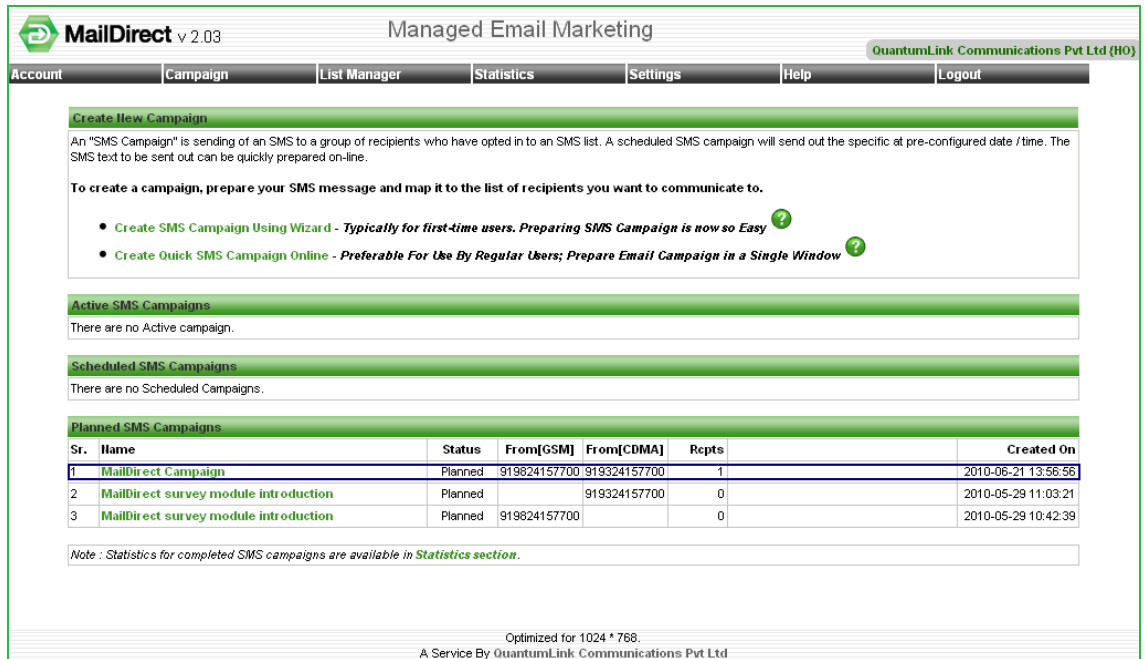 MailDirect v 2.03
Managed Email Marketing
QuantumLink Communications Pvt Ltd {HO}
Account Campaign List Manager Statistics Settings Help Logout
Create New Campaign
An "SMS Campaign" is sending of an SMS to a group of recipients who have opted in to an SMS list. A scheduled SMS campaign will send out the specific at pre-configured date / time. The
SMS text to be sent out can be quickly prepared on-line.
To create a campaign, prepare your SMS message and map it to the list of recipients you want to communicate to.
• Create SMS Campaign Using Wizard - Typically for first-time users. Preparing SMS Campaign is now so Easy ?
• Create Quick SMS Campaign Online - Preferable For Use By Regular Users; Prepare Email Campaign in a Single Window ?
Active SMS Campaigns
There are no Active campaign.
Scheduled SMS Campaigns
There are no Scheduled Campaigns.
Planned SMS Campaigns
Sr. Name Status From[GSM] From[CDMA] Rcpts Created On
1 MailDirect Campaign Planned 919824157700 919324157700 1 2010-06-21 13:56:56
2 MailDirect survey module introduction Planned 919324157700 0 2010-05-29 11:03:21
3 MailDirect survey module introduction Planned 919824157700 0 2010-05-29 10:42:39
Note : Statistics for completed SMS campaigns are available in Statistics section.
Optimized for 1024 * 768.
A Service By QuantumLink Communications Pvt Ltd